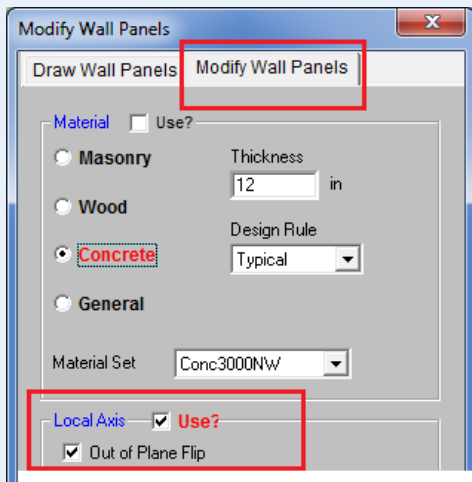 Modify Wall Panels
Draw Wall Panels Modify Wall Panels
Material Use?
Masonry Thickness
12 in
Wood
Design Rule
Concrete Typical
General
Material Set Conc3000NW
Local Axis Use?
Out of Plane Flip